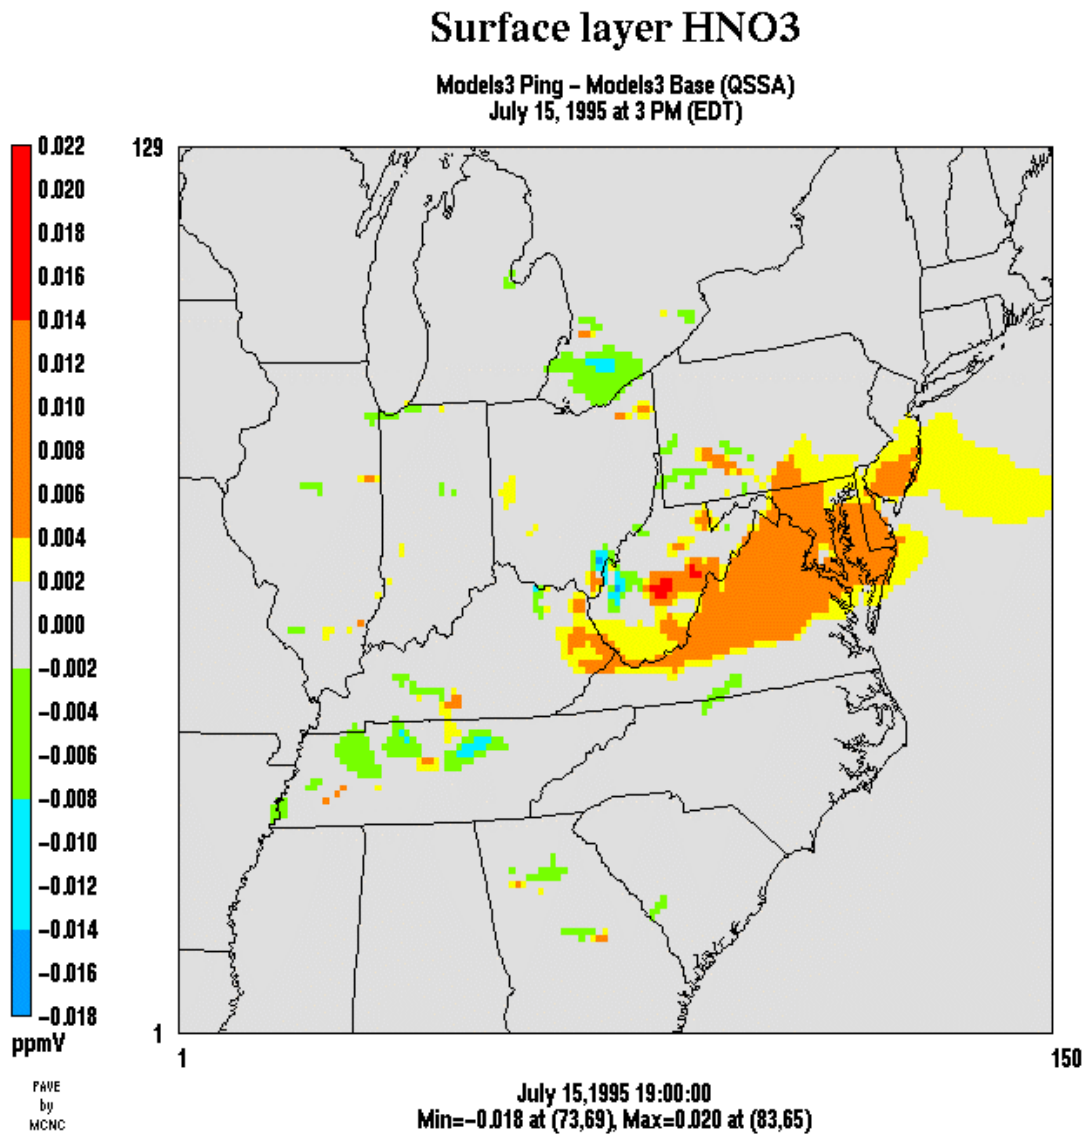 Surface layer HNO3
Models3 Ping – Models3 Base (QSSA)
July 15, 1995 at 3 PM (EDT)
0.022
0.020
0.018
0.016
0.014
0.012
0.010
0.008
0.006
0.004
0.002
0.000
–0.002
–0.004
–0.006
–0.008
–0.010
–0.012
–0.014
–0.016
–0.018
ppmV
PAVE
by
MCNC
129
1
1
150
July 15,1995 19:00:00
Min=–0.018 at (73,69), Max=0.020 at (83,65)